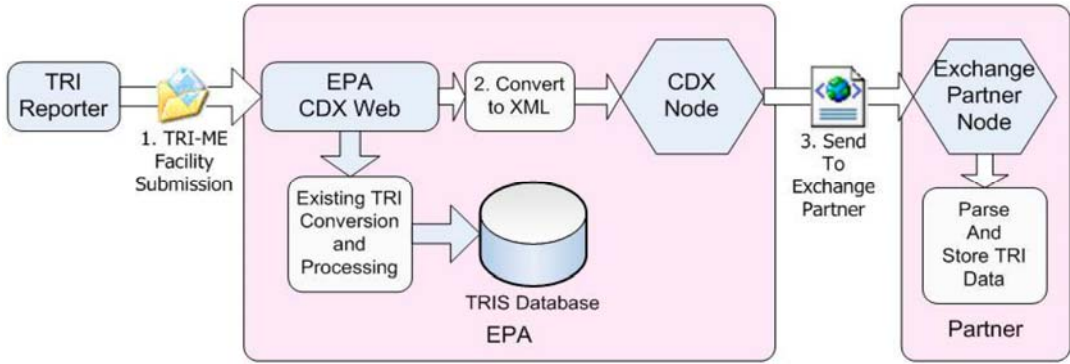 TRI
Reporter
1. TRI-ME
Facility
Submission
EPA
CDX Web
2. Convert
to XML
CDX
Node
3. Send
To
Exchange
Partner
Exchange
Partner
Node
Existing TRI
Conversion
and
Processing
TRIS Database
EPA
Parse
And
Store TRI
Data
Partner